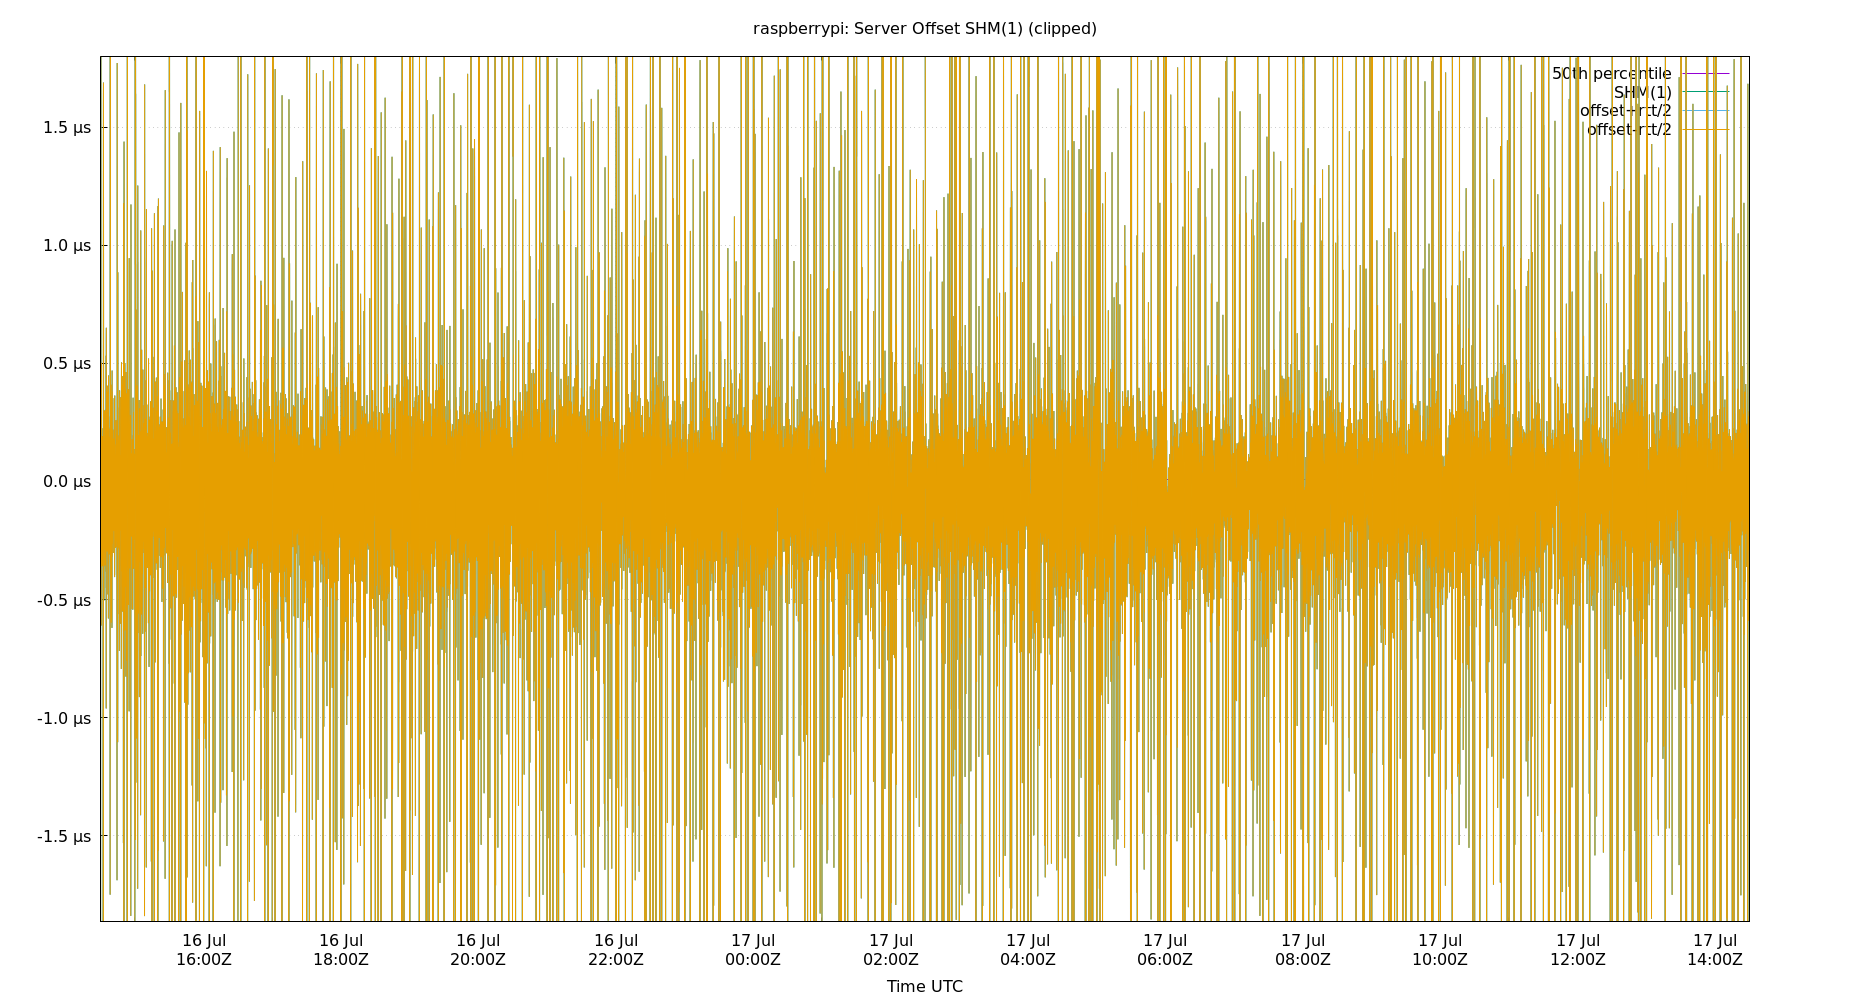 raspberrypi: Server Offset SHM(1) (clipped)
50th percentile
SHM(1)
offset+rtt/2
offset-rtt/2
1.5 µs
1.0 µs
0.5 µs
0.0 µs
-0.5 µs
-1.0 µs
-1.5 µs
16 Jul 16 Jul 16 Jul 16 Jul 17 Jul 17 Jul 17 Jul 17 Jul 17 Jul 17 Jul 17 Jul 17 Jul
16:00Z 18:00Z 20:00Z 22:00Z 00:00Z 02:00Z 04:00Z 06:00Z 08:00Z 10:00Z 12:00Z 14:00Z
Time UTC